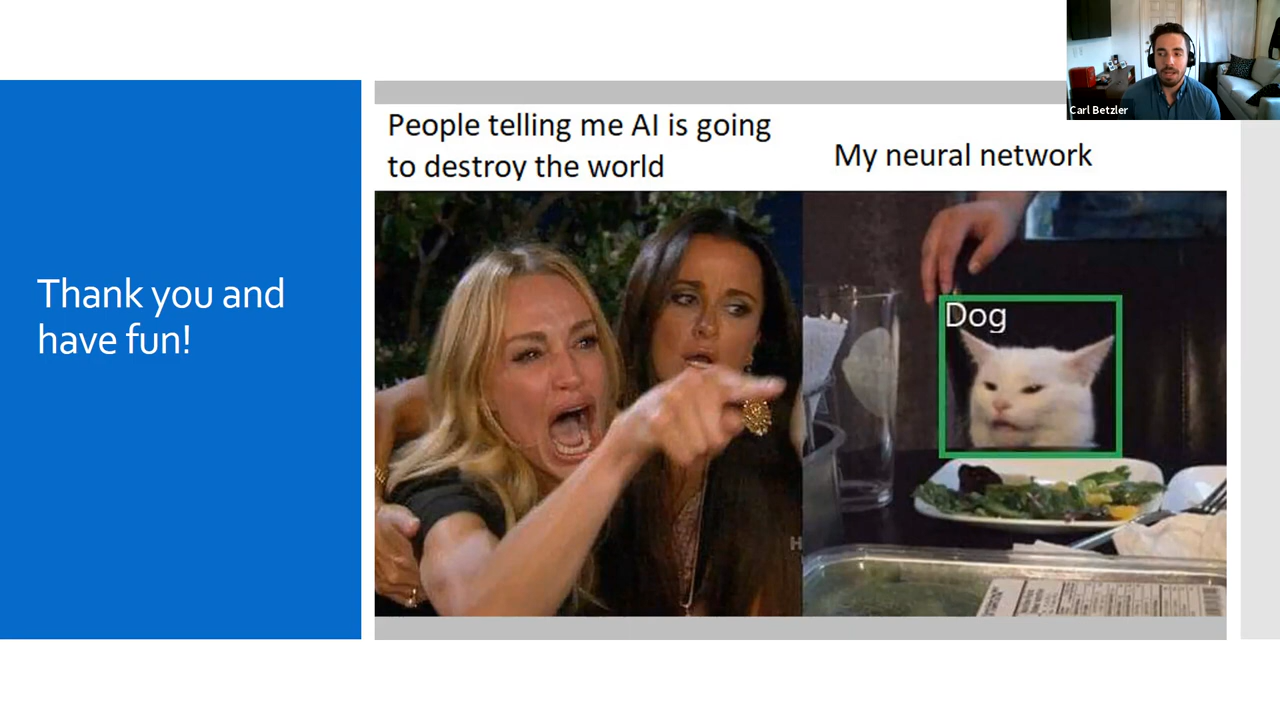 Carl Betzler
People telling me AI is going
to destroy the world
My neural network
Thank you and
have fun!
Dog
H